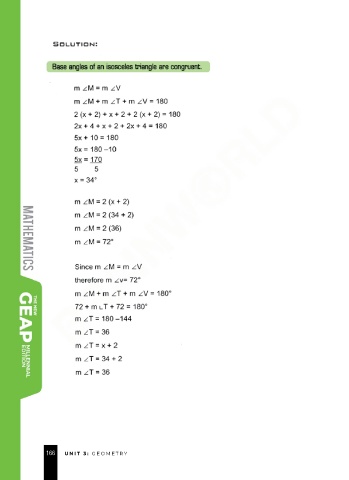 SOLUTION:
Base angles of an isosceles triangle are congruent.
m ∠M = m ∠V
m ∠M + m ∠T + m ∠V = 180
2 (x + 2) + x + 2 + 2 (x + 2) = 180
2x + 4 + x + 2 + 2x + 4 = 180
5x + 10 = 180
5x = 180 –10
5x = 170
5 5
x = 34°
m ∠M = 2 (x + 2)
m ∠M = 2 (34 + 2)
m ∠M = 2 (36)
m ∠M = 72°
Since m ∠M = m ∠V
therefore m ∠v= 72°
m ∠M + m ∠T + m ∠V = 180°
72 + m ∟T + 72 = 180°
m ∠T = 180 –144
m ∠T = 36
m ∠T = x + 2
m ∠T = 34 + 2
m ∠T = 36
MATHEMATICS
THE NEW
GEAP
MILLENNIAL
EDITION
166 UNIT 3: GEOMETRY